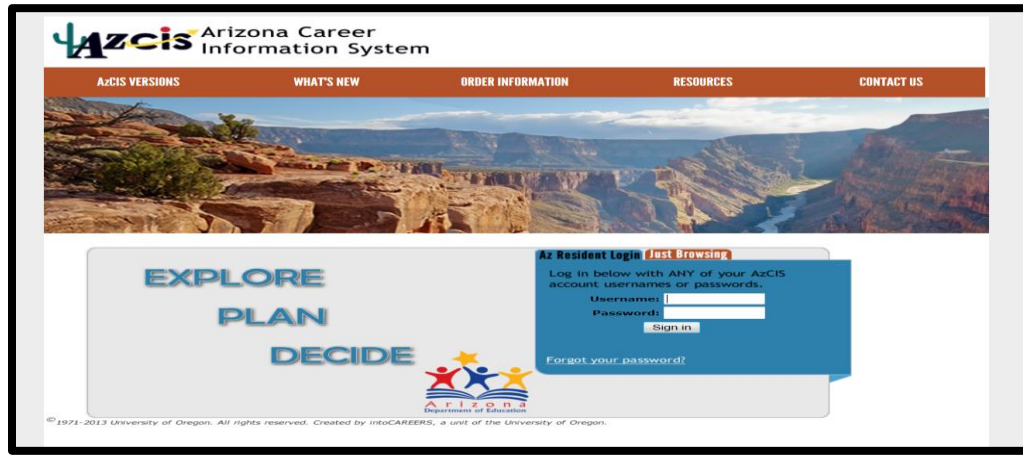 Azcis Arizona Career
Information System
AzCIS VERSIONS WHAT'S NEW ORDER INFORMATION RESOURCES CONTACT US
Az Resident Login Just Browsing
Log in below with ANY of your AzCIS
account usernames or passwords.
Username:
Password:
Sign in
Forgot your password?
EXPLORE
PLAN
DECIDE
Arizona
Department of Education
©1971-2013 University of Oregon. All rights reserved. Created by intoCAREERS, a unit of the University of Oregon.